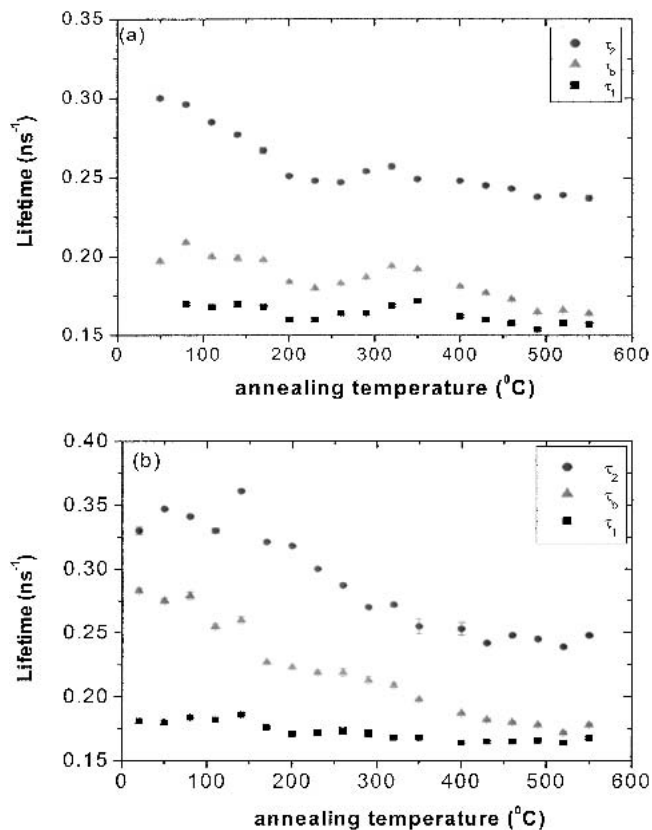 (a)
0.35
0.30
0.25
0.20
0.15
Lifetime (ns⁻¹)
τ₂
τ_b
τ₁
0 100 200 300 400 500 600
annealing temperature (⁰C)
(b)
0.40
0.35
0.30
0.25
0.20
0.15
Lifetime (ns⁻¹)
τ₂
τ_b
τ₁
0 100 200 300 400 500 600
annealing temperature (⁰C)